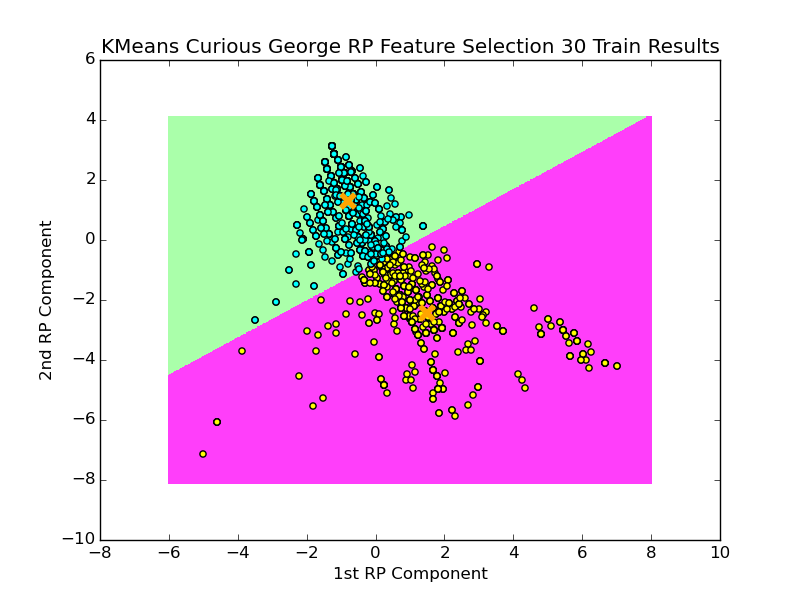 KMeans Curious George RP Feature Selection 30 Train Results
6
4
2
0
−2
−4
−6
−8
−10
2nd RP Component
−8 −6 −4 −2 0 2 4 6 8 10
1st RP Component